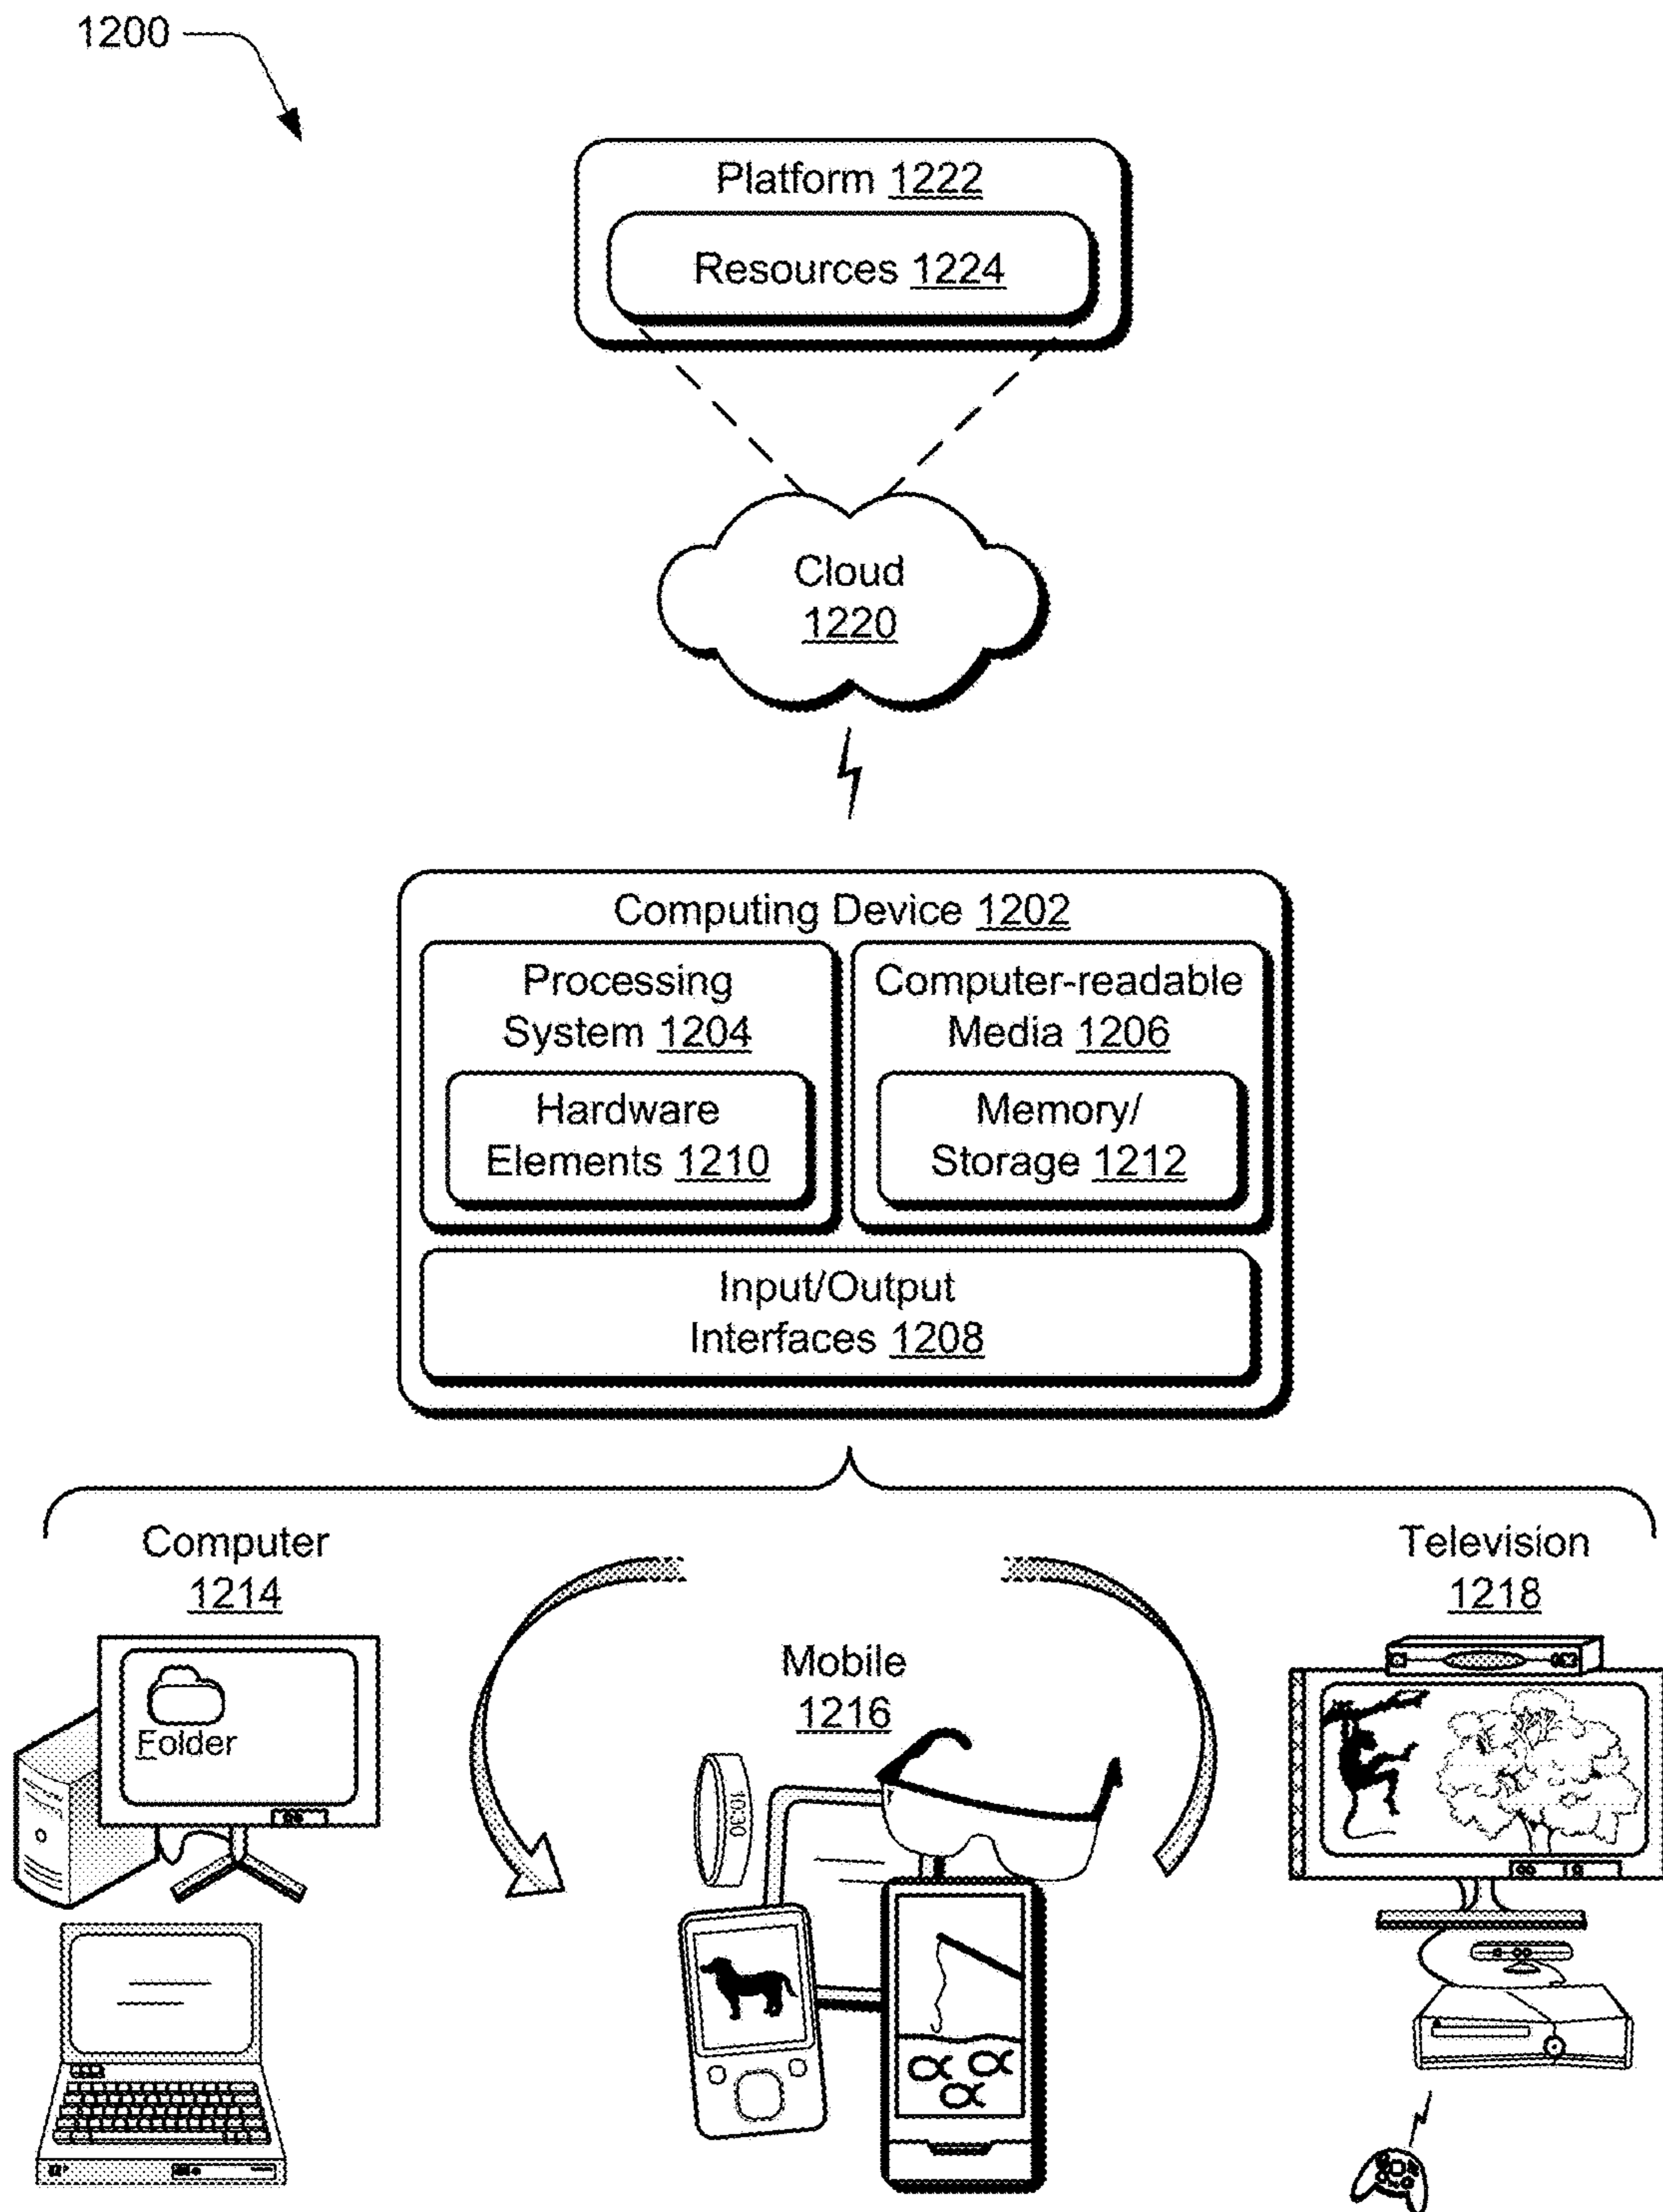 1200
Platform 1222
Resources 1224
Cloud
1220
Computing Device 1202
Processing
System 1204
Hardware
Elements 1210
Computer-readable
Media 1206
Memory/
Storage 1212
Input/Output
Interfaces 1208
Computer
1214
Folder
Mobile
1216
10:30
Television
1218